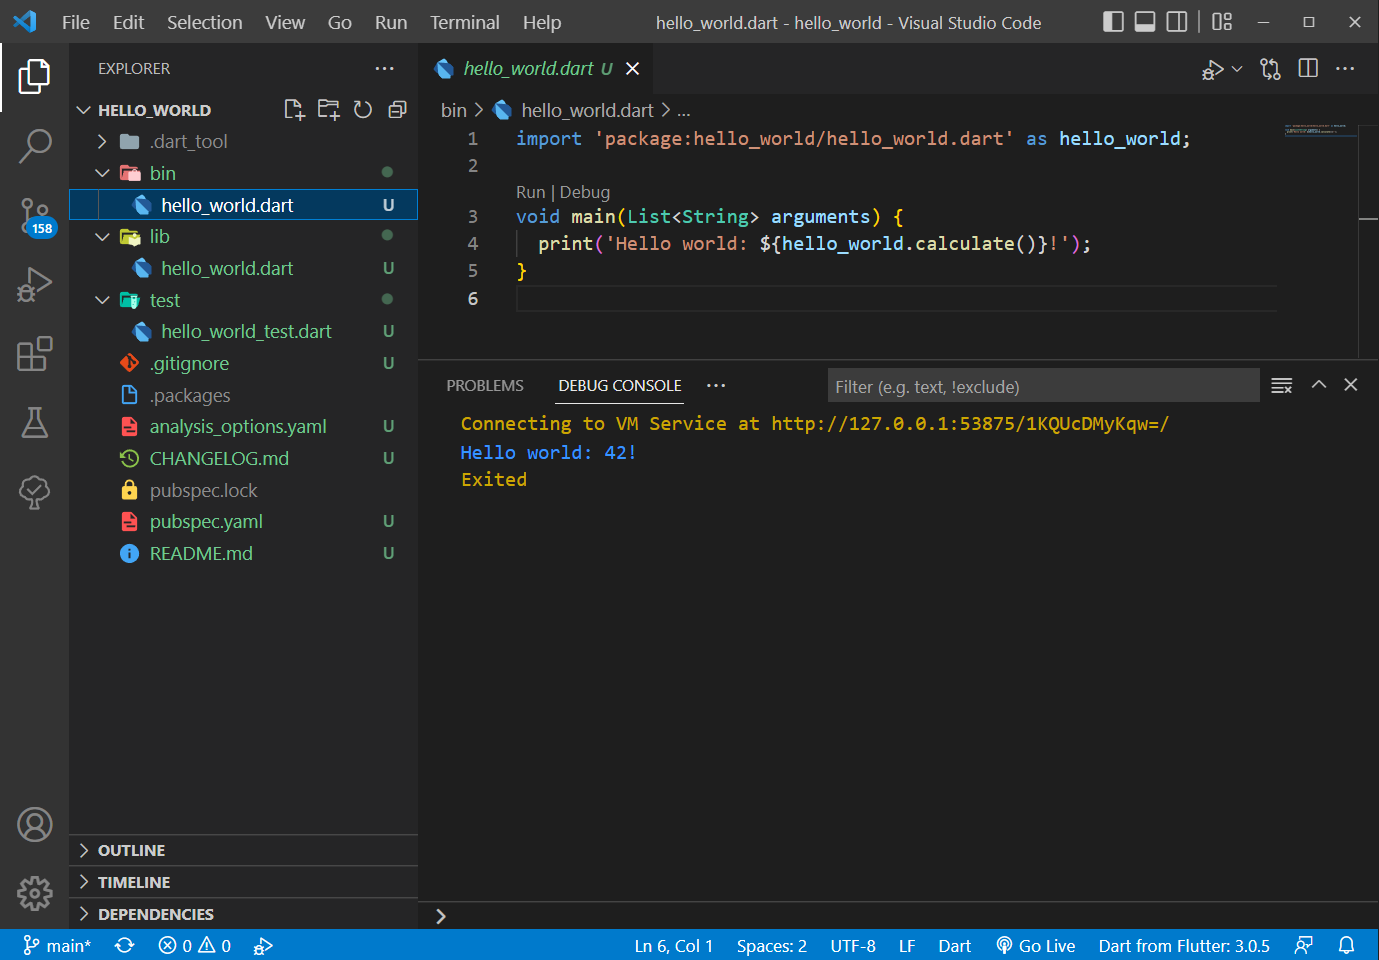 File Edit Selection View Go Run Terminal Help hello_world.dart - hello_world - Visual Studio Code
EXPLORER
HELLO_WORLD
.dart_tool
bin
hello_world.dart U
lib
hello_world.dart U
test
hello_world_test.dart U
.gitignore U
.packages
analysis_options.yaml U
CHANGELOG.md U
pubspec.lock
pubspec.yaml U
README.md U
158
OUTLINE
TIMELINE
DEPENDENCIES
hello_world.dart U
bin > hello_world.dart > ...
1 import 'package:hello_world/hello_world.dart' as hello_world;
2
Run | Debug
3 void main(List<String> arguments) {
4 print('Hello world: ${hello_world.calculate()}!');
5 }
6
PROBLEMS DEBUG CONSOLE ... Filter (e.g. text, !exclude)
Connecting to VM Service at http://127.0.0.1:53875/1KQUcDMyKqw=/
Hello world: 42!
Exited
main* 0 0 Ln 6, Col 1 Spaces: 2 UTF-8 LF Dart Go Live Dart from Flutter: 3.0.5